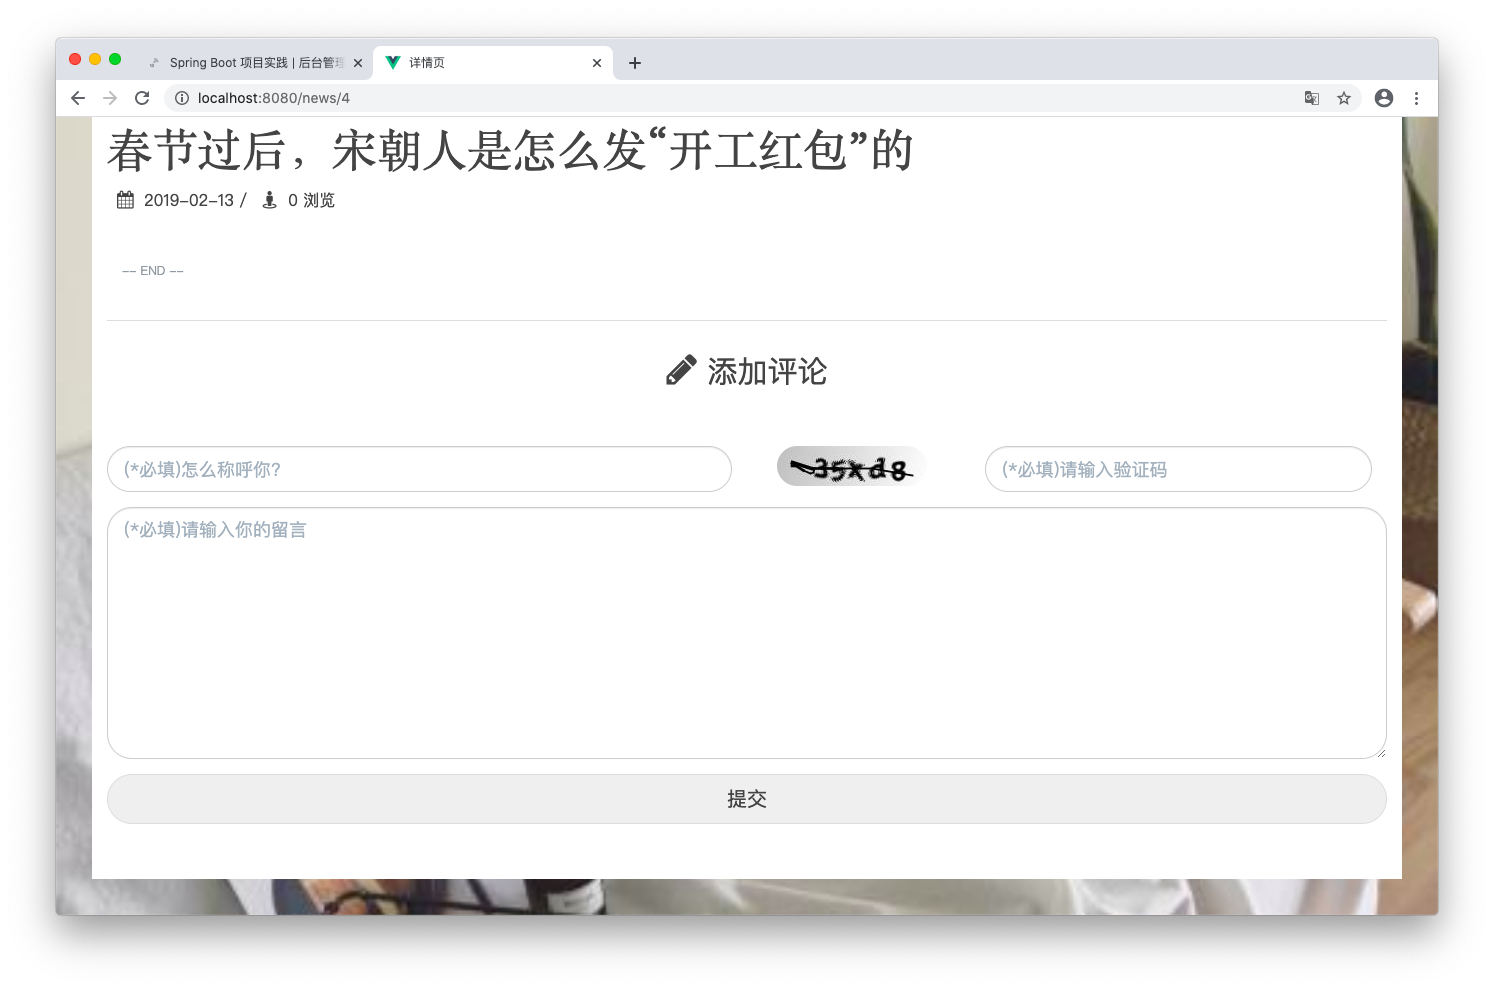 Spring Boot 项目实践 | 后台管理
详情页
localhost:8080/news/4
春节过后，宋朝人是怎么发“开工红包”的
2019-02-13 / 0 浏览
-- END --
添加评论
(*必填)怎么称呼你?
35xd8
(*必填)请输入验证码
(*必填)请输入你的留言
提交